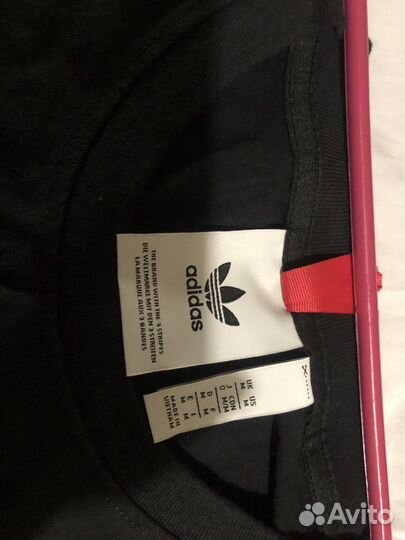 adidas
THE BRAND WITH THE 3 STRIPES
DIE WELTMARKE MIT DEN 3 STREIFEN
LA MARQUE AUX 3 BANDES
UK US
M M
J CDN
O M/M
D F
M M
E I
M M
MADE IN
VIETNAM
Avito